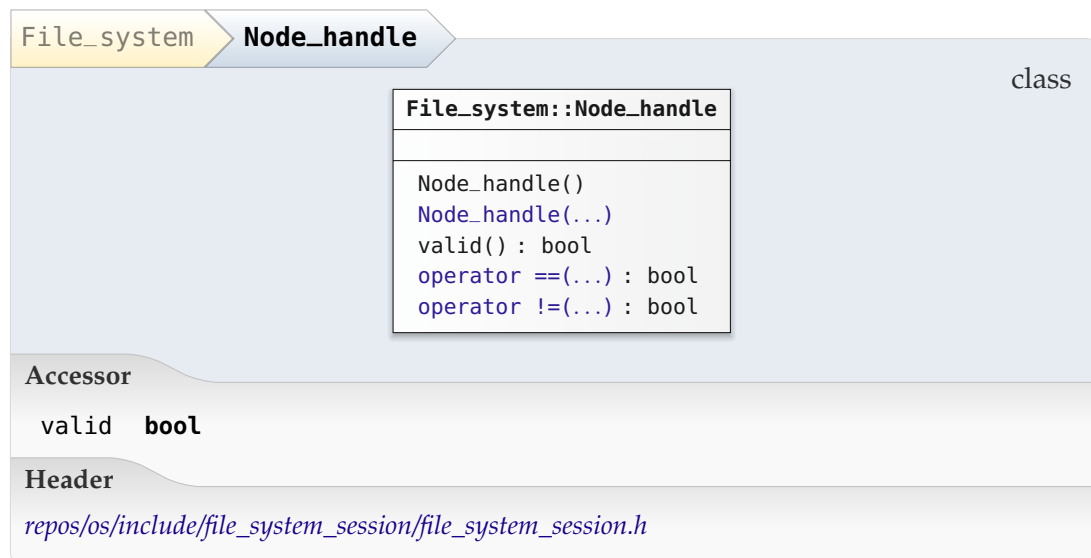 File_system Node_handle
class
File_system::Node_handle
Node_handle()
Node_handle(...)
valid() : bool
operator ==(...) : bool
operator !=(...) : bool
Accessor
valid bool
Header
repos/os/include/file_system_session/file_system_session.h